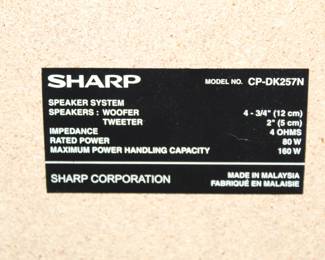 SHARP MODEL NO. CP-DK257N
SPEAKER SYSTEM
SPEAKERS : WOOFER 4 - 3/4" (12 cm)
TWEETER 2" (5 cm)
IMPEDANCE 4 OHMS
RATED POWER 80 W
MAXIMUM POWER HANDLING CAPACITY 160 W
SHARP CORPORATION MADE IN MALAYSIA
FABRIQUÉ EN MALAISIE